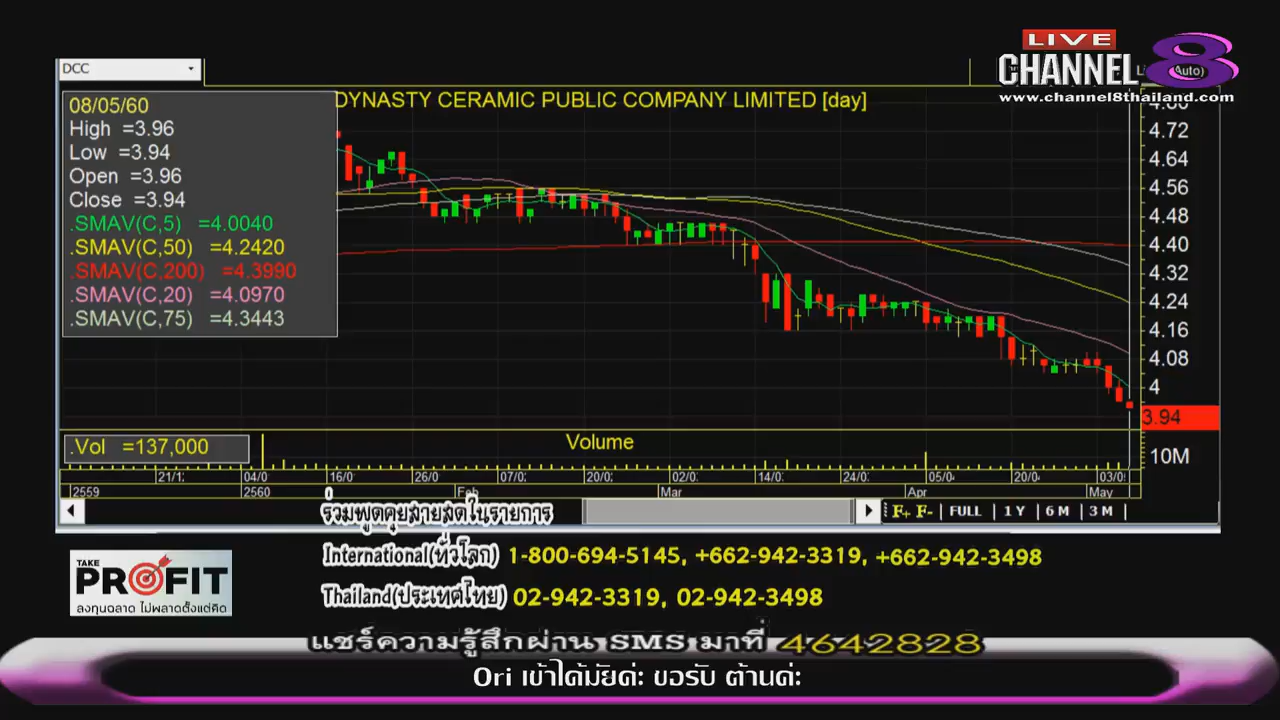 LIVE
CHANNEL 8
www.channel8thailand.com
DCC
(Auto)
08/05/60
High =3.96
Low =3.94
Open =3.96
Close =3.94
.SMAV(C,5) =4.0040
.SMAV(C,50) =4.2420
.SMAV(C,200) =4.3990
.SMAV(C,20) =4.0970
.SMAV(C,75) =4.3443
DYNASTY CERAMIC PUBLIC COMPANY LIMITED [day]
4.80
4.72
4.64
4.56
4.48
4.40
4.32
4.24
4.16
4.08
4
3.94
.Vol =137,000
Volume
10M
21/1: 04/0 16/0 07/0: 20/0 02/0: 14/0: 24/0: 05/0 20/0 03/0
2559 2560 Feb Mar Apr May
F+ F- FULL 1 Y 6 M 3 M
ร่วมพูดคุยสายสดในรายการ
International(ทั่วโลก) 1-800-694-5145, +662-942-3319, +662-942-3498
Thailand(ประเทศไทย) 02-942-3319, 02-942-3498
TAKE
PROFIT
ลงทุนฉลาด ไม่พลาดตั้งแต่คิด
แชร์ความรู้สึกผ่าน SMS มาที่ 4642828
Ori เข้าได้มัยค่ะ ขอรับ ต้านค่ะ